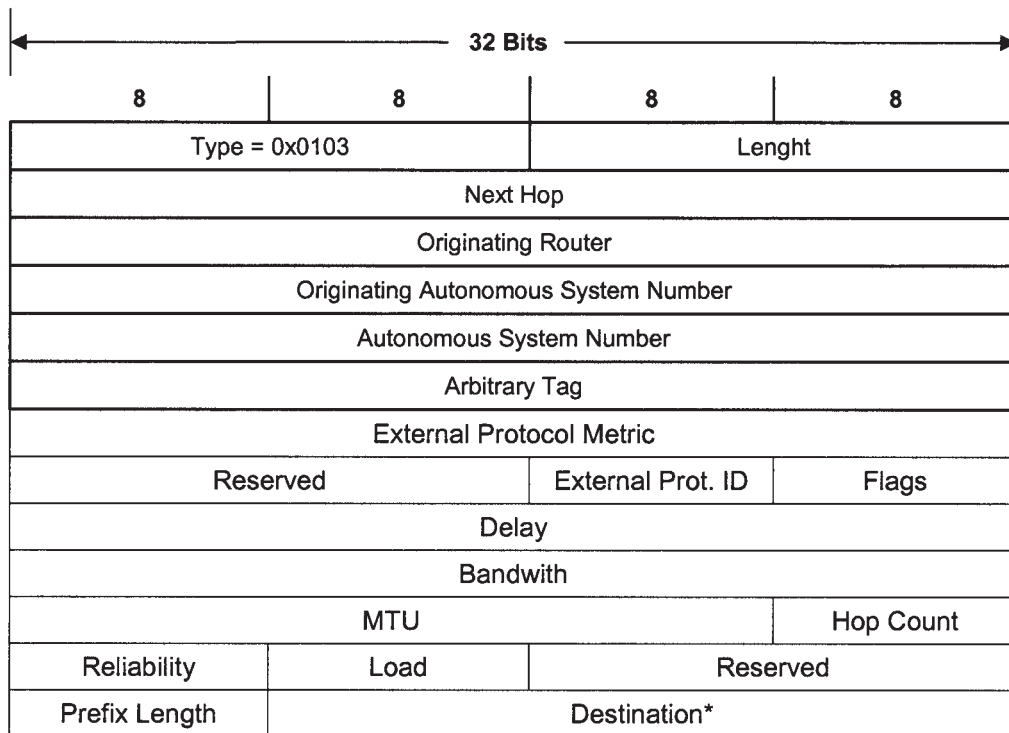 32 Bits
8 8 8 8
Type = 0x0103 Lenght
Next Hop
Originating Router
Originating Autonomous System Number
Autonomous System Number
Arbitrary Tag
External Protocol Metric
Reserved External Prot. ID Flags
Delay
Bandwith
MTU Hop Count
Reliability Load Reserved
Prefix Length Destination*